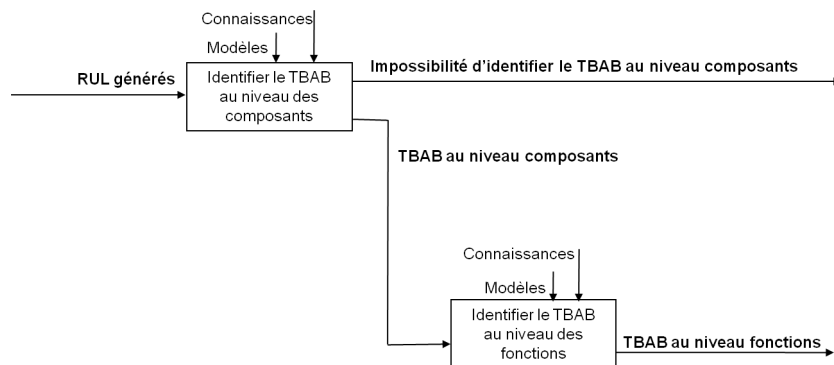 Connaissances
Modèles
RUL générés
Identifier le TBAB
au niveau des
composants
Impossibilité d'identifier le TBAB au niveau composants
TBAB au niveau composants
Connaissances
Modèles
Identifier le TBAB
au niveau des
fonctions
TBAB au niveau fonctions